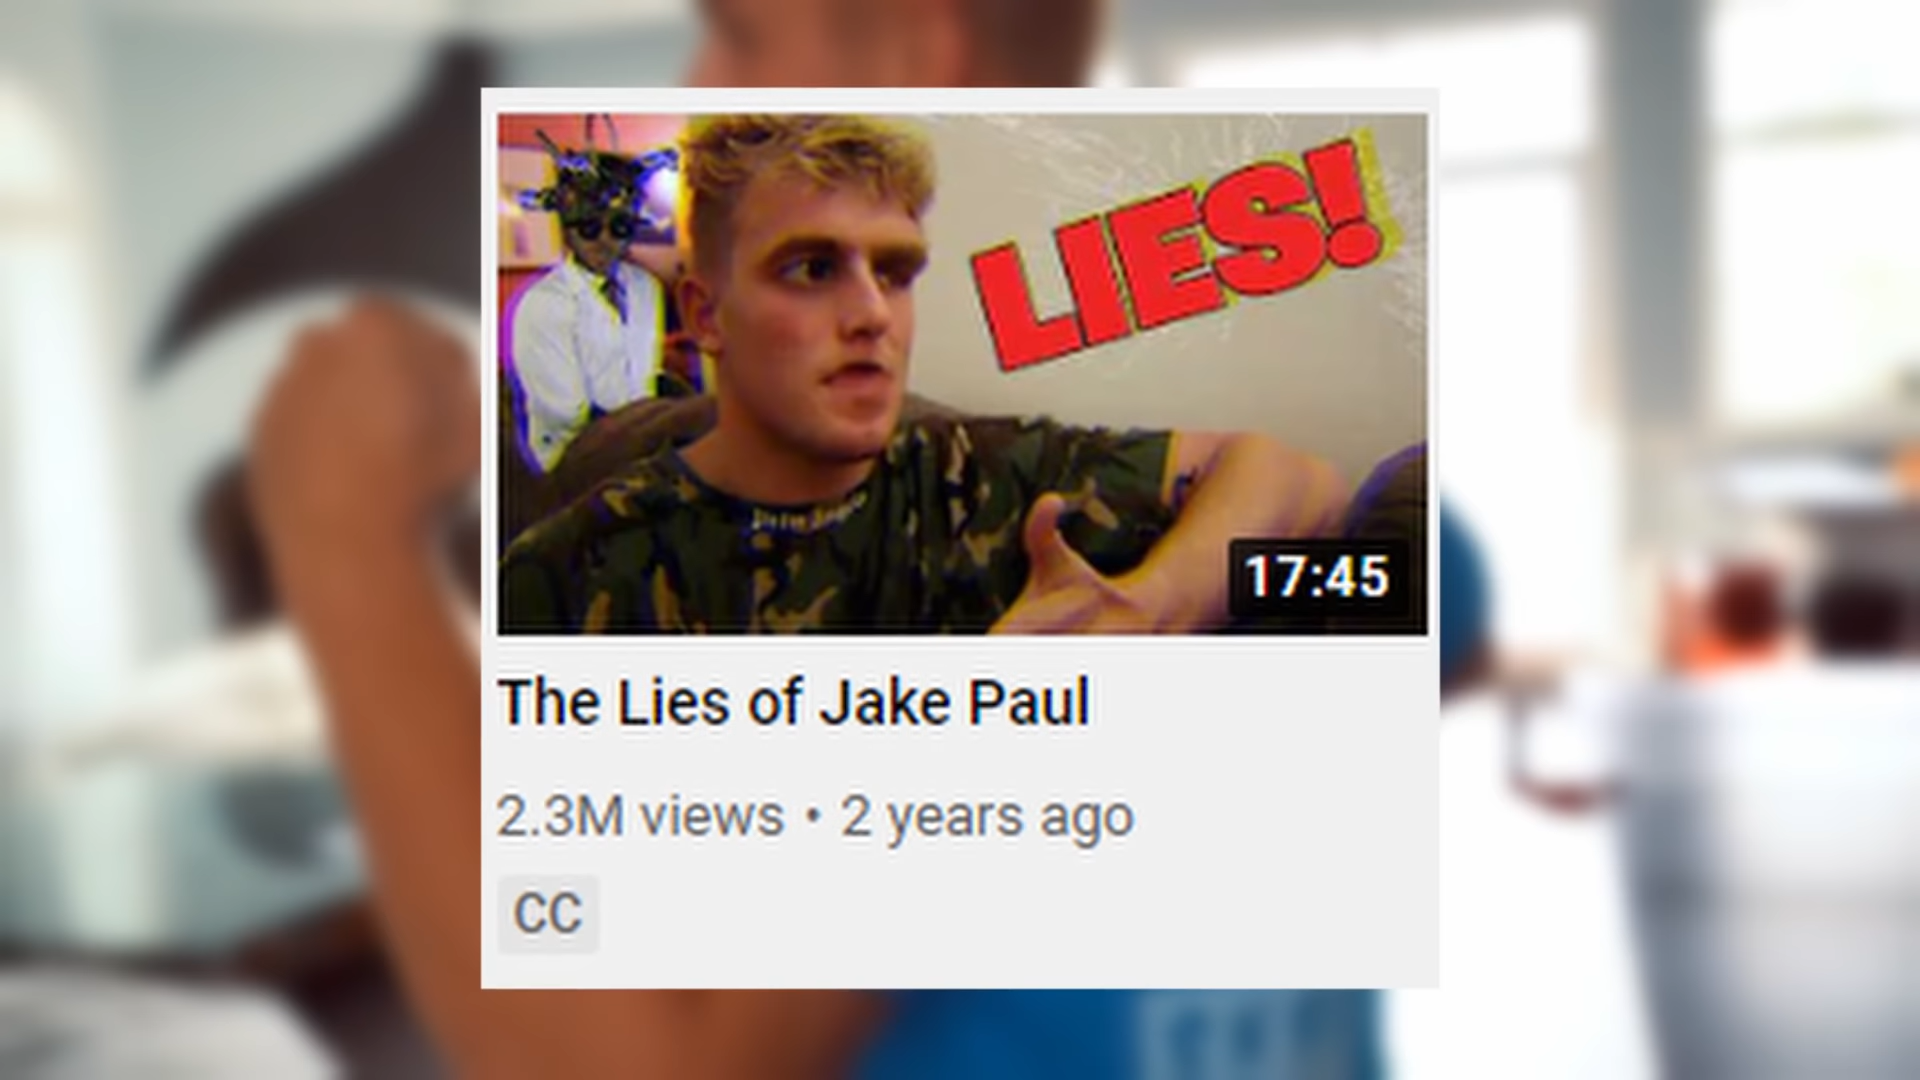 LIES!
17:45
The Lies of Jake Paul
2.3M views • 2 years ago
CC